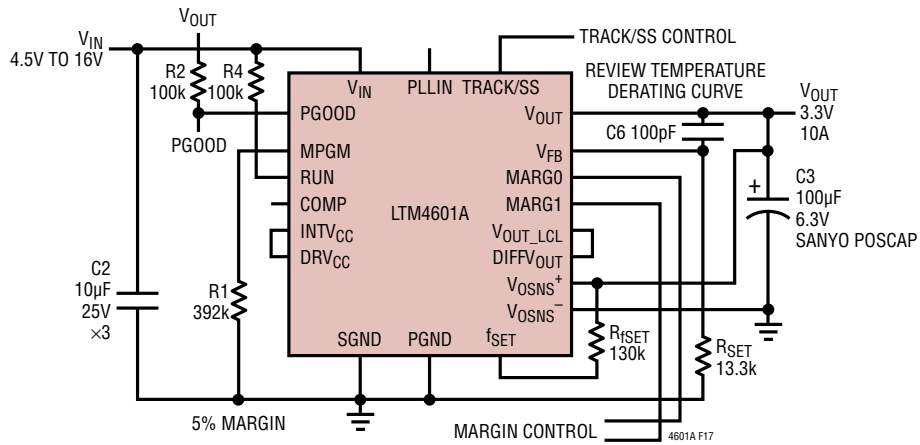 VOUT
VIN
4.5V TO 16V
R2
100k
R4
100k
PGOOD
VIN
PLLIN
TRACK/SS
TRACK/SS CONTROL
REVIEW TEMPERATURE
DERATING CURVE
PGOOD
MPGM
RUN
COMP
INTVCC
DRVCC
LTM4601A
VOUT
VFB
MARG0
MARG1
VOUT_LCL
DIFFVOUT
VOSNS+
VOSNS–
SGND
PGND
fSET
C6 100pF
VOUT
3.3V
10A
+
C3
100µF
6.3V
SANYO POSCAP
C2
10µF
25V
×3
R1
392k
RfSET
130k
RSET
13.3k
5% MARGIN
MARGIN CONTROL
4601A F17